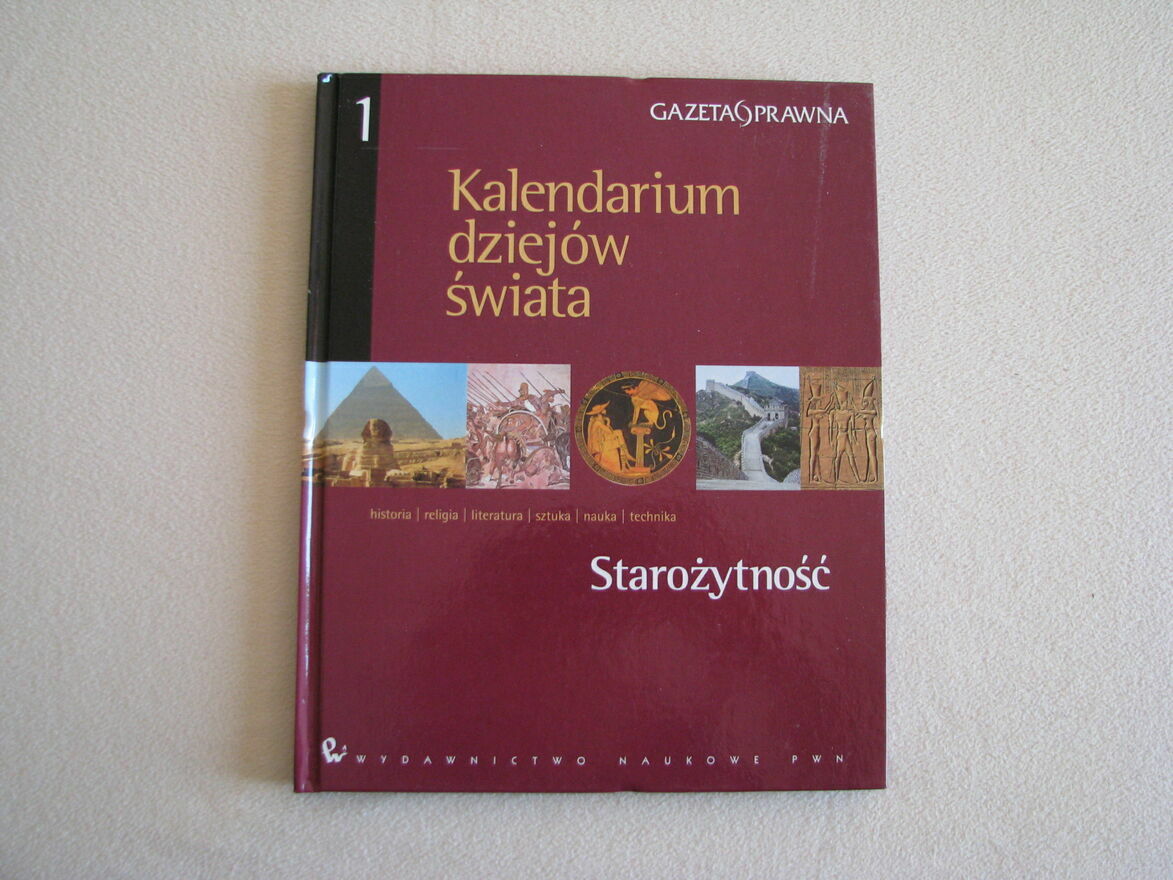 1
GAZETA PRAWNA
Kalendarium
dziejów
świata
historia | religia | literatura | sztuka | nauka | technika
Starożytność
WYDAWNICTWO NAUKOWE PWN